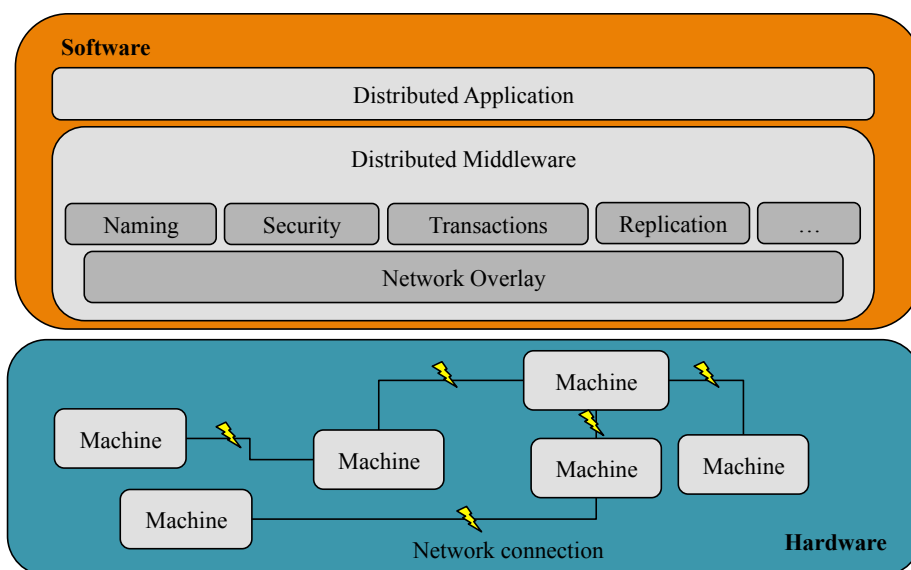 Software
Distributed Application
Distributed Middleware
Naming
Security
Transactions
Replication
…
Network Overlay
Machine
Machine
Machine
Machine
Machine
Machine
Network connection
Hardware